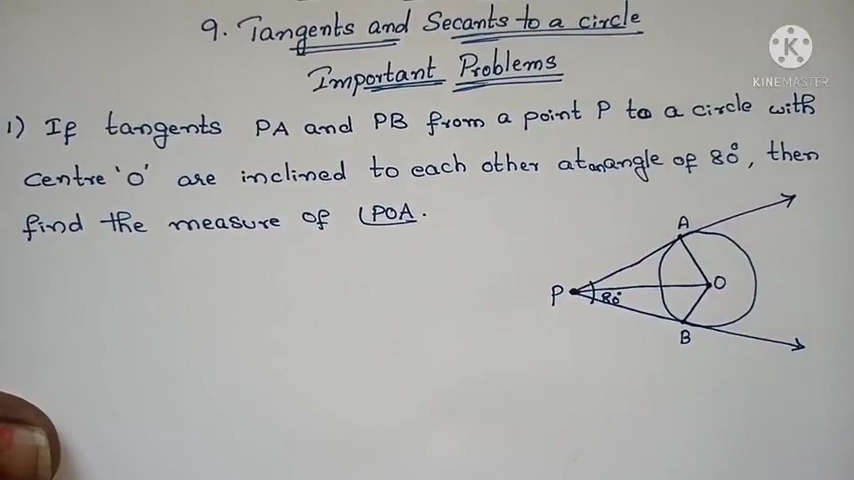 9. Tangents and Secants to a circle
Important Problems
K
KINEMASTER
1) If tangents PA and PB from a point P to a circle with
centre 'O' are inclined to each other at an angle of 80°, then
find the measure of ∠POA.
A
P
80°
O
B